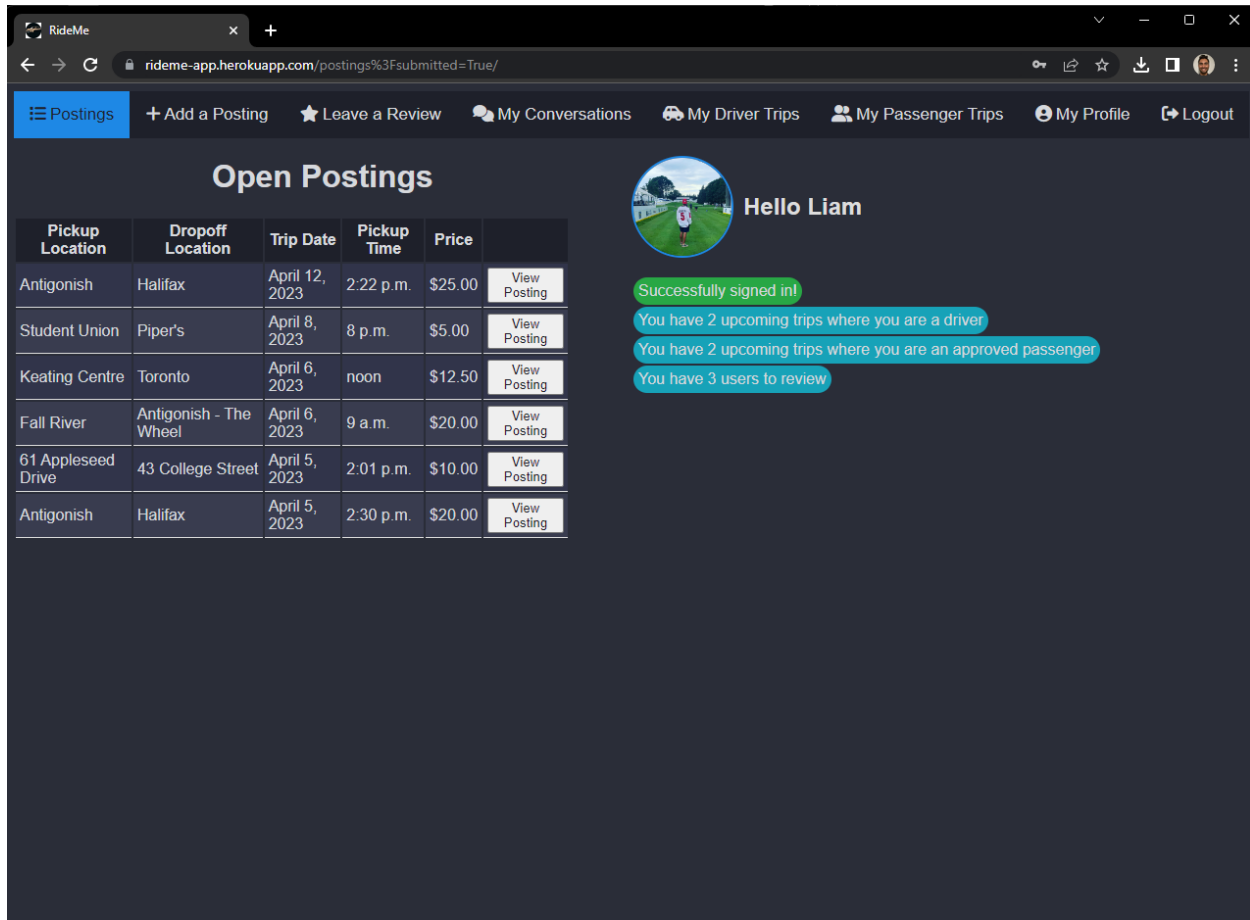 RideMe
rideme-app.herokuapp.com/postings%3Fsubmitted=True/
Postings
Add a Posting
Leave a Review
My Conversations
My Driver Trips
My Passenger Trips
My Profile
Logout
Open Postings
Pickup Location Dropoff Location Trip Date Pickup Time Price
Antigonish Halifax April 12, 2023 2:22 p.m. $25.00 View Posting
Student Union Piper's April 8, 2023 8 p.m. $5.00 View Posting
Keating Centre Toronto April 6, 2023 noon $12.50 View Posting
Fall River Antigonish - The Wheel April 6, 2023 9 a.m. $20.00 View Posting
61 Appleseed Drive 43 College Street April 5, 2023 2:01 p.m. $10.00 View Posting
Antigonish Halifax April 5, 2023 2:30 p.m. $20.00 View Posting
Hello Liam
Successfully signed in!
You have 2 upcoming trips where you are a driver
You have 2 upcoming trips where you are an approved passenger
You have 3 users to review